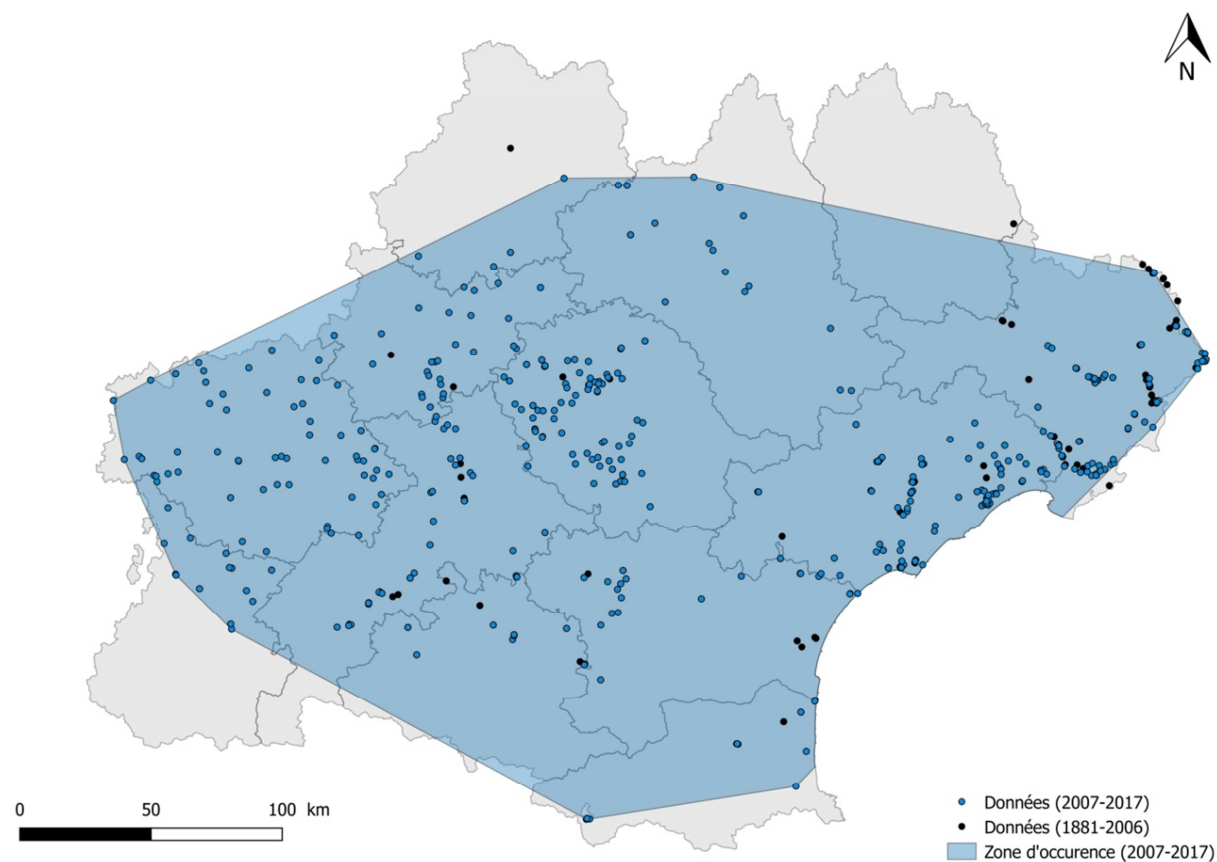 N
0 50 100 km
Données (2007-2017)
Données (1881-2006)
Zone d'occurence (2007-2017)